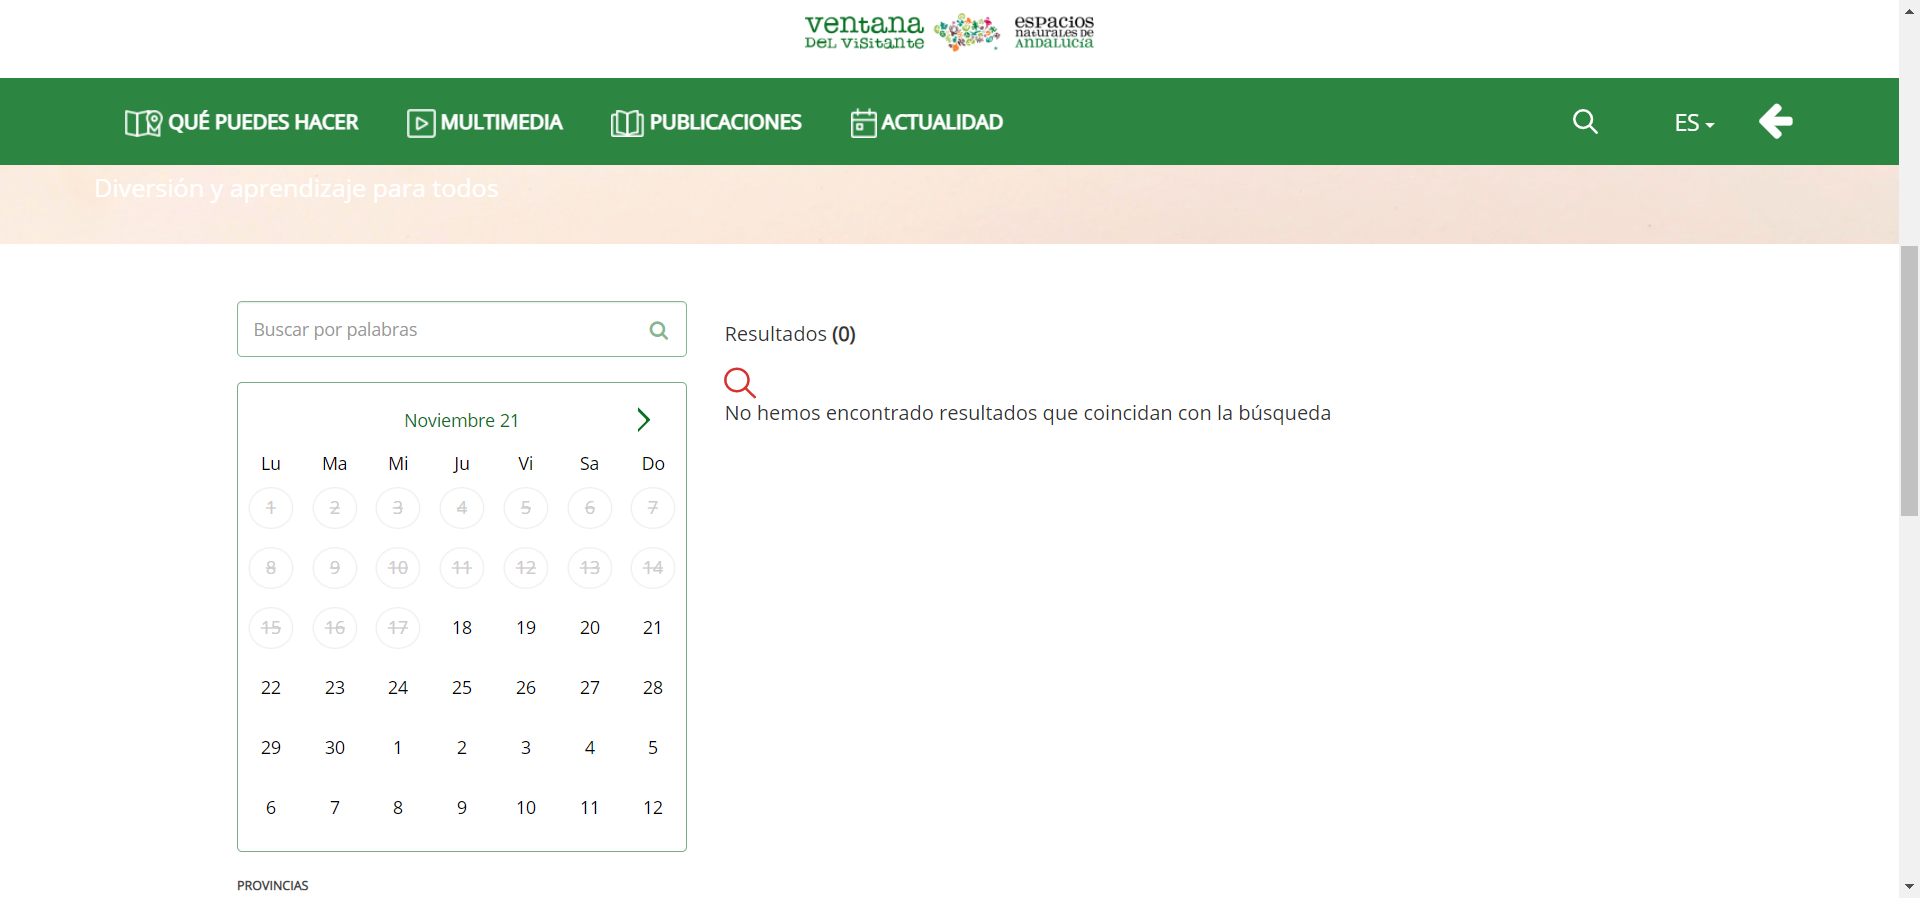 ventana
DEL VISITANTE
espacios
naturales de
ANDALUCÍA
QUÉ PUEDES HACER
MULTIMEDIA
PUBLICACIONES
ACTUALIDAD
ES
Diversión y aprendizaje para todos
Buscar por palabras
Noviembre 21
Lu Ma Mi Ju Vi Sa Do
1 2 3 4 5 6 7
8 9 10 11 12 13 14
15 16 17 18 19 20 21
22 23 24 25 26 27 28
29 30 1 2 3 4 5
6 7 8 9 10 11 12
PROVINCIAS
Resultados (0)
No hemos encontrado resultados que coincidan con la búsqueda